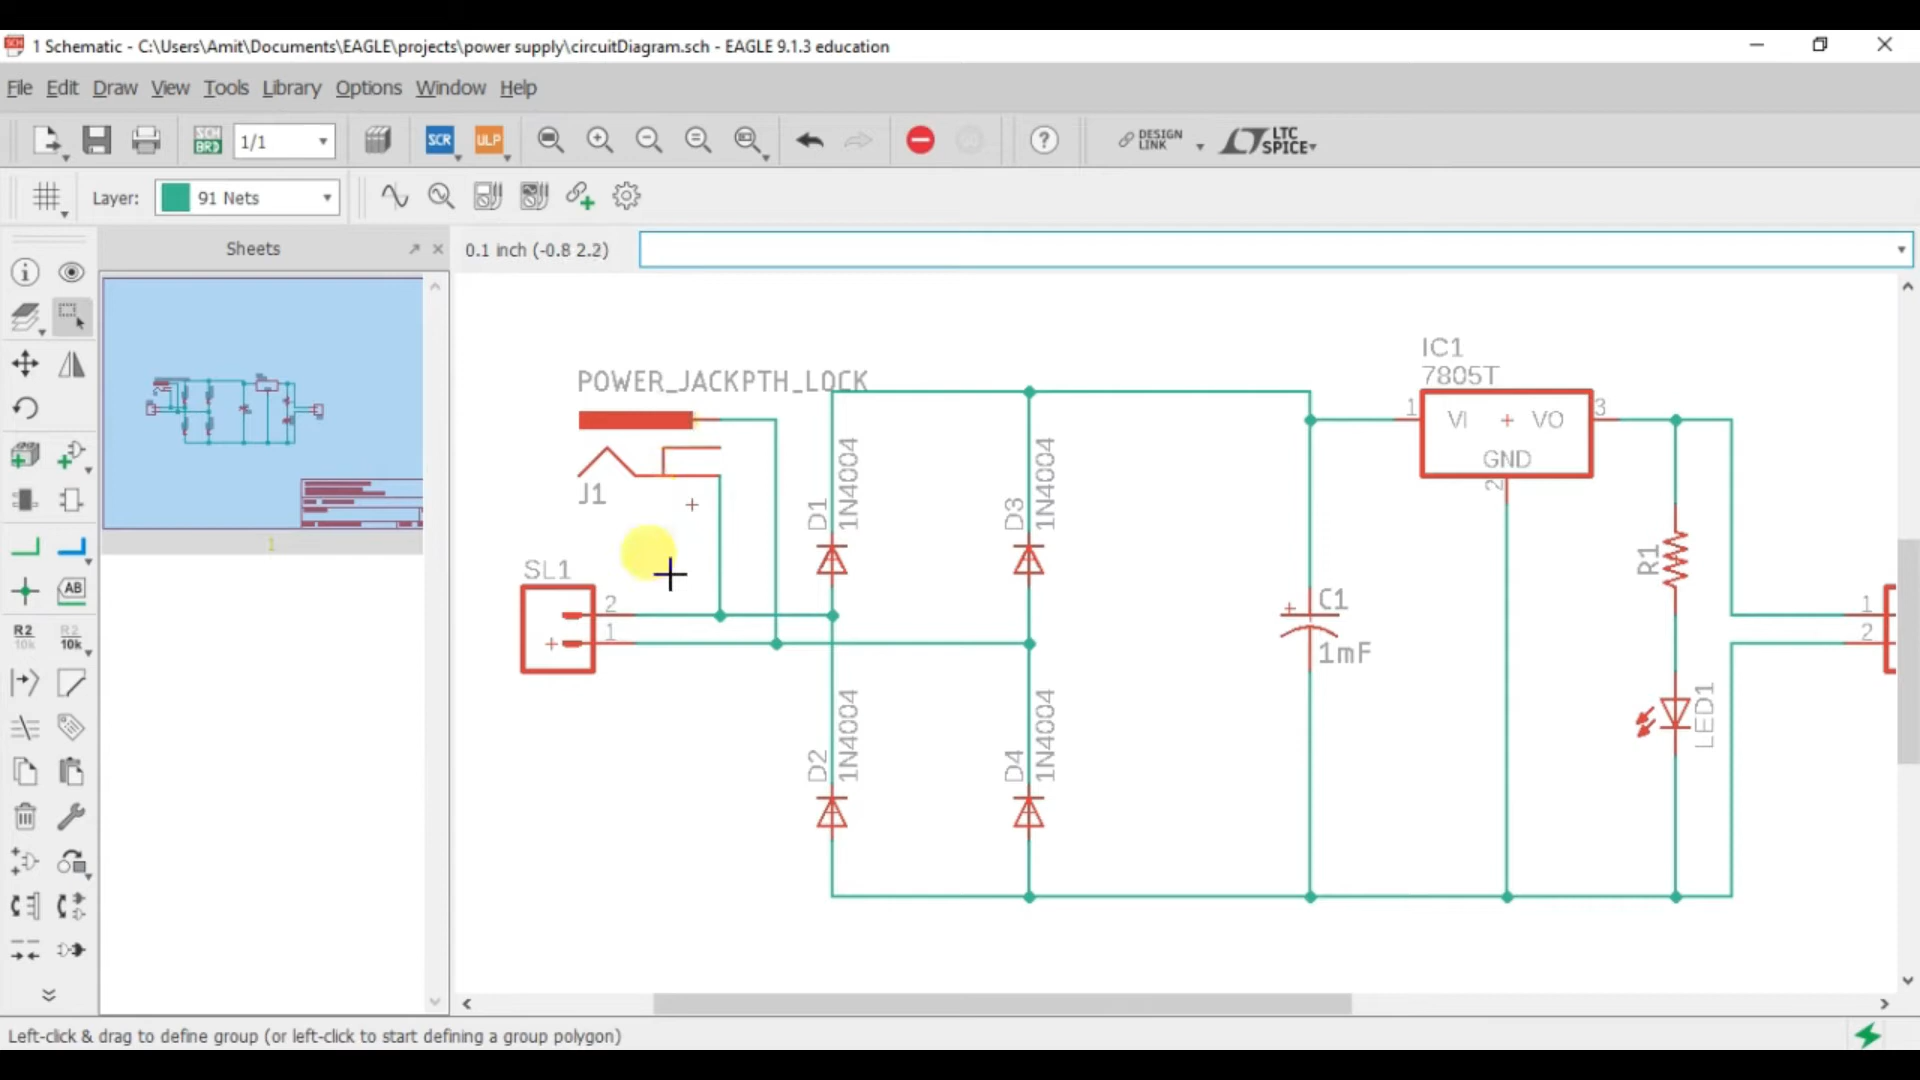 1 Schematic - C:\Users\Amit\Documents\EAGLE\projects\power supply\circuitDiagram.sch - EAGLE 9.1.3 education
File Edit Draw View Tools Library Options Window Help
SCH BRD 1/1 SCR ULP DESIGN LINK LTC SPICE
Layer: 91 Nets
Sheets
0.1 inch (-0.8 2.2)
1
AB
R2
10k
R2
10k
POWER_JACKPTH_LOCK
J1
SL1
2
1
D1
1N4004
D3
1N4004
D2
1N4004
D4
1N4004
C1
1mF
IC1
7805T
1 VI VO 3
GND
2
R1
LED1
1
2
Left-click & drag to define group (or left-click to start defining a group polygon)